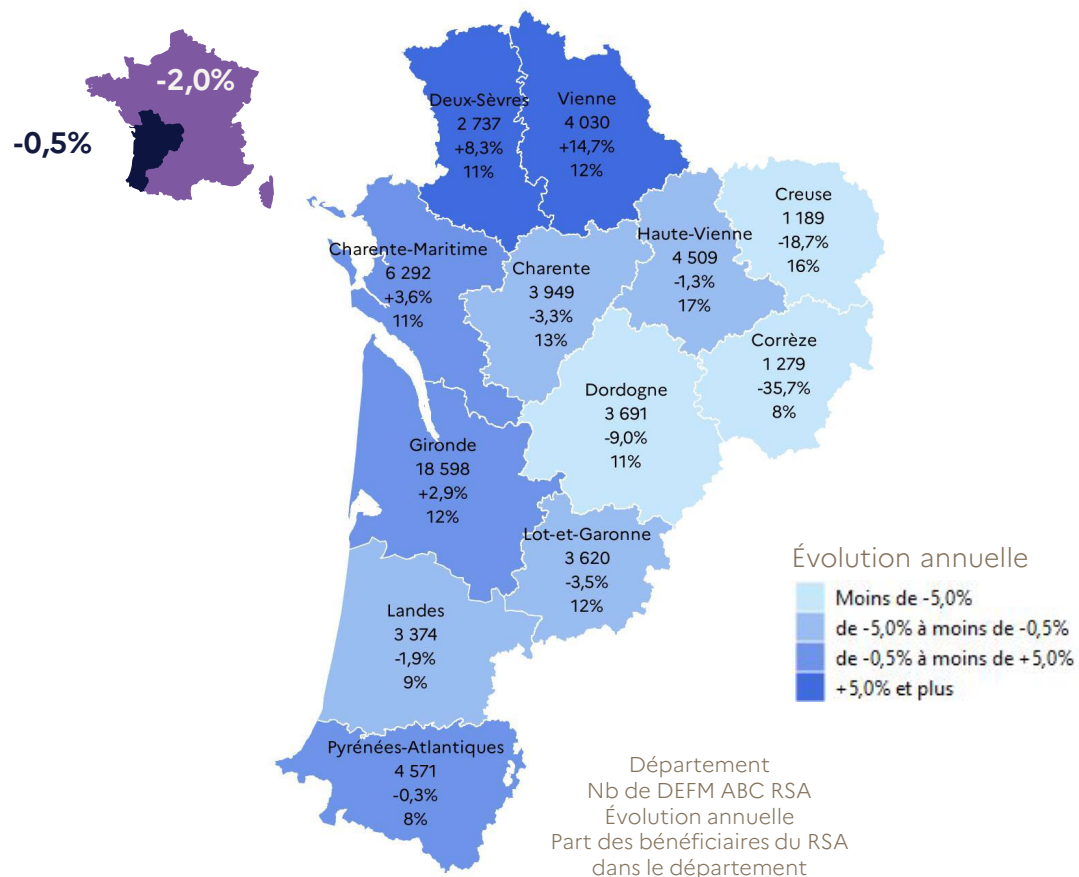 -2,0%
-0,5%
Deux-Sèvres
2 737
+8,3%
11%
Vienne
4 030
+14,7%
12%
Creuse
1 189
-18,7%
16%
Haute-Vienne
4 509
-1,3%
17%
Charente-Maritime
6 292
+3,6%
11%
Charente
3 949
-3,3%
13%
Corrèze
1 279
-35,7%
8%
Dordogne
3 691
-9,0%
11%
Gironde
18 598
+2,9%
12%
Lot-et-Garonne
3 620
-3,5%
12%
Landes
3 374
-1,9%
9%
Pyrénées-Atlantiques
4 571
-0,3%
8%
Évolution annuelle
Moins de -5,0%
de -5,0% à moins de -0,5%
de -0,5% à moins de +5,0%
+5,0% et plus
Département
Nb de DEFM ABC RSA
Évolution annuelle
Part des bénéficiaires du RSA
dans le département